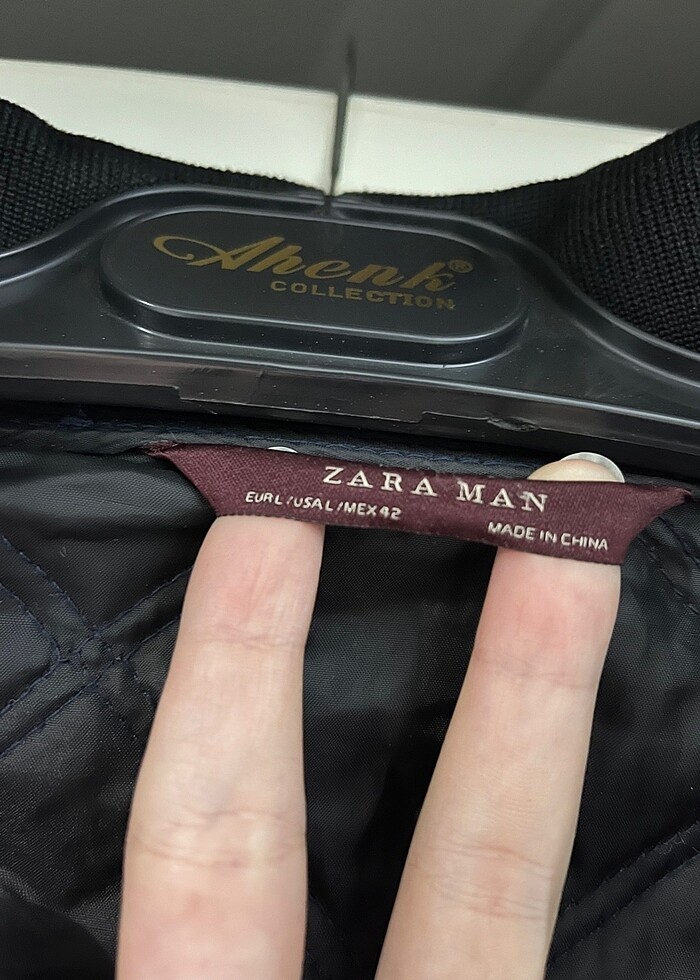 Ahenk®
COLLECTION
ZARA MAN
EUR L / USA L / MEX 42
MADE IN CHINA